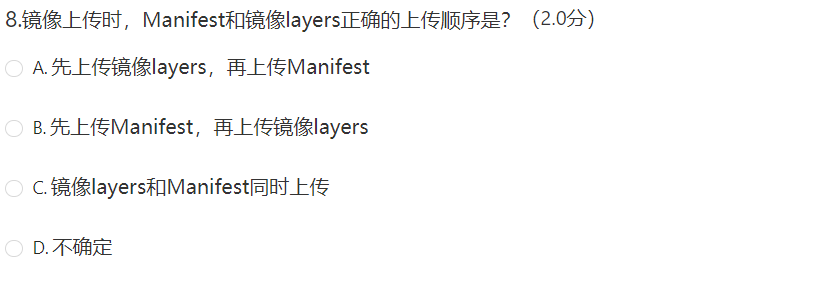 8.镜像上传时，Manifest和镜像layers正确的上传顺序是？（2.0分）
A. 先上传镜像layers，再上传Manifest
B. 先上传Manifest，再上传镜像layers
C. 镜像layers和Manifest同时上传
D. 不确定